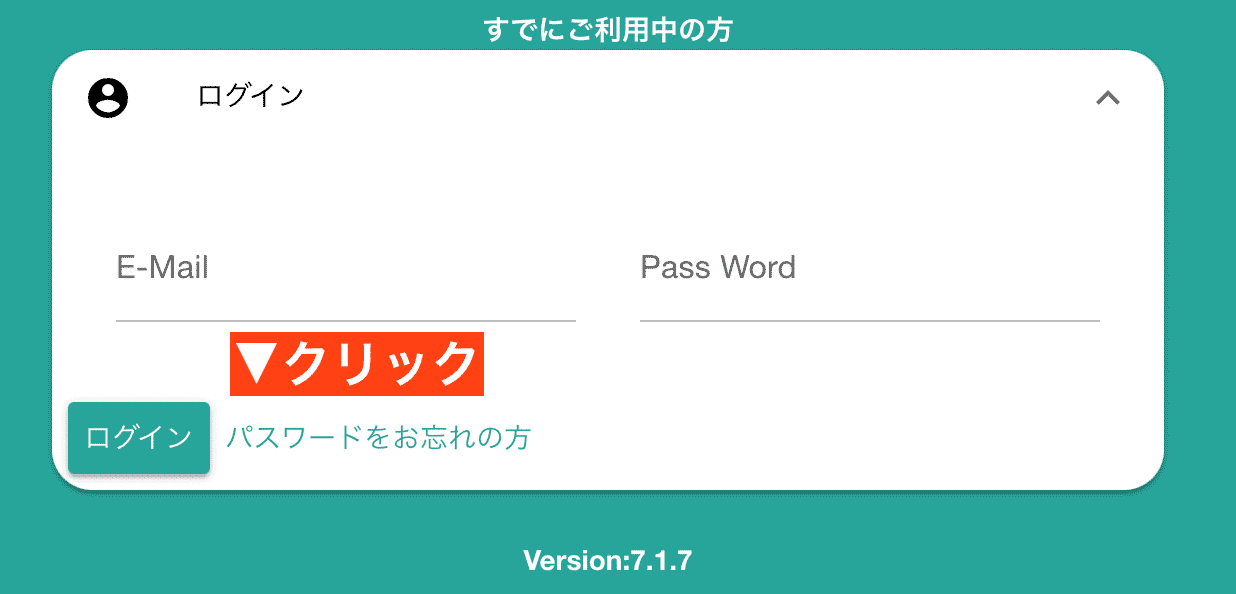 すでにご利用中の方
ログイン
E-Mail
Pass Word
▼クリック
ログイン
パスワードをお忘れの方
Version:7.1.7